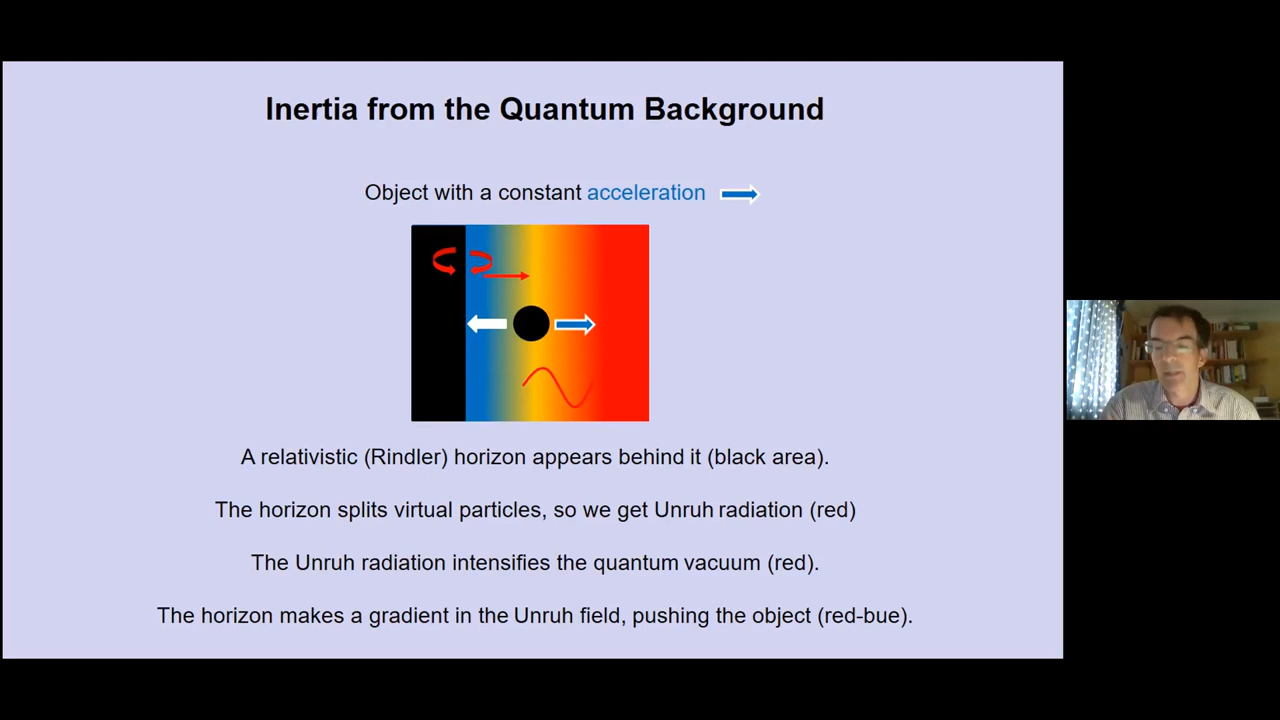 Inertia from the Quantum Background
Object with a constant acceleration
A relativistic (Rindler) horizon appears behind it (black area).
The horizon splits virtual particles, so we get Unruh radiation (red)
The Unruh radiation intensifies the quantum vacuum (red).
The horizon makes a gradient in the Unruh field, pushing the object (red-bue).